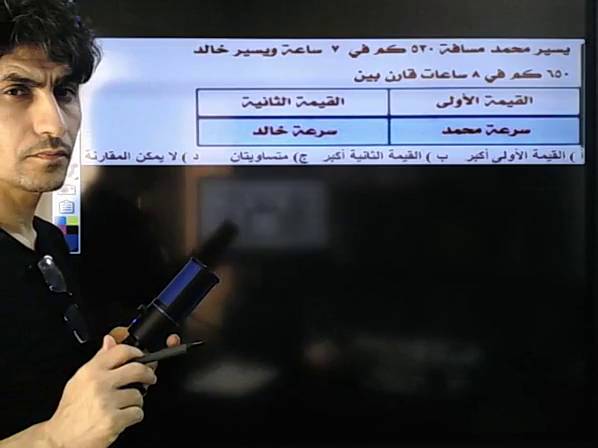 يسير محمد مسافة ٥٢٠ كم في ٧ ساعة ويسير خالد
٦٥٠ كم في ٨ ساعات قارن بين
القيمة الأولى القيمة الثانية
سرعة محمد سرعة خالد
أ ) القيمة الأولى أكبر ب ) القيمة الثانية أكبر ج) متساويتان د ) لا يمكن المقارنة